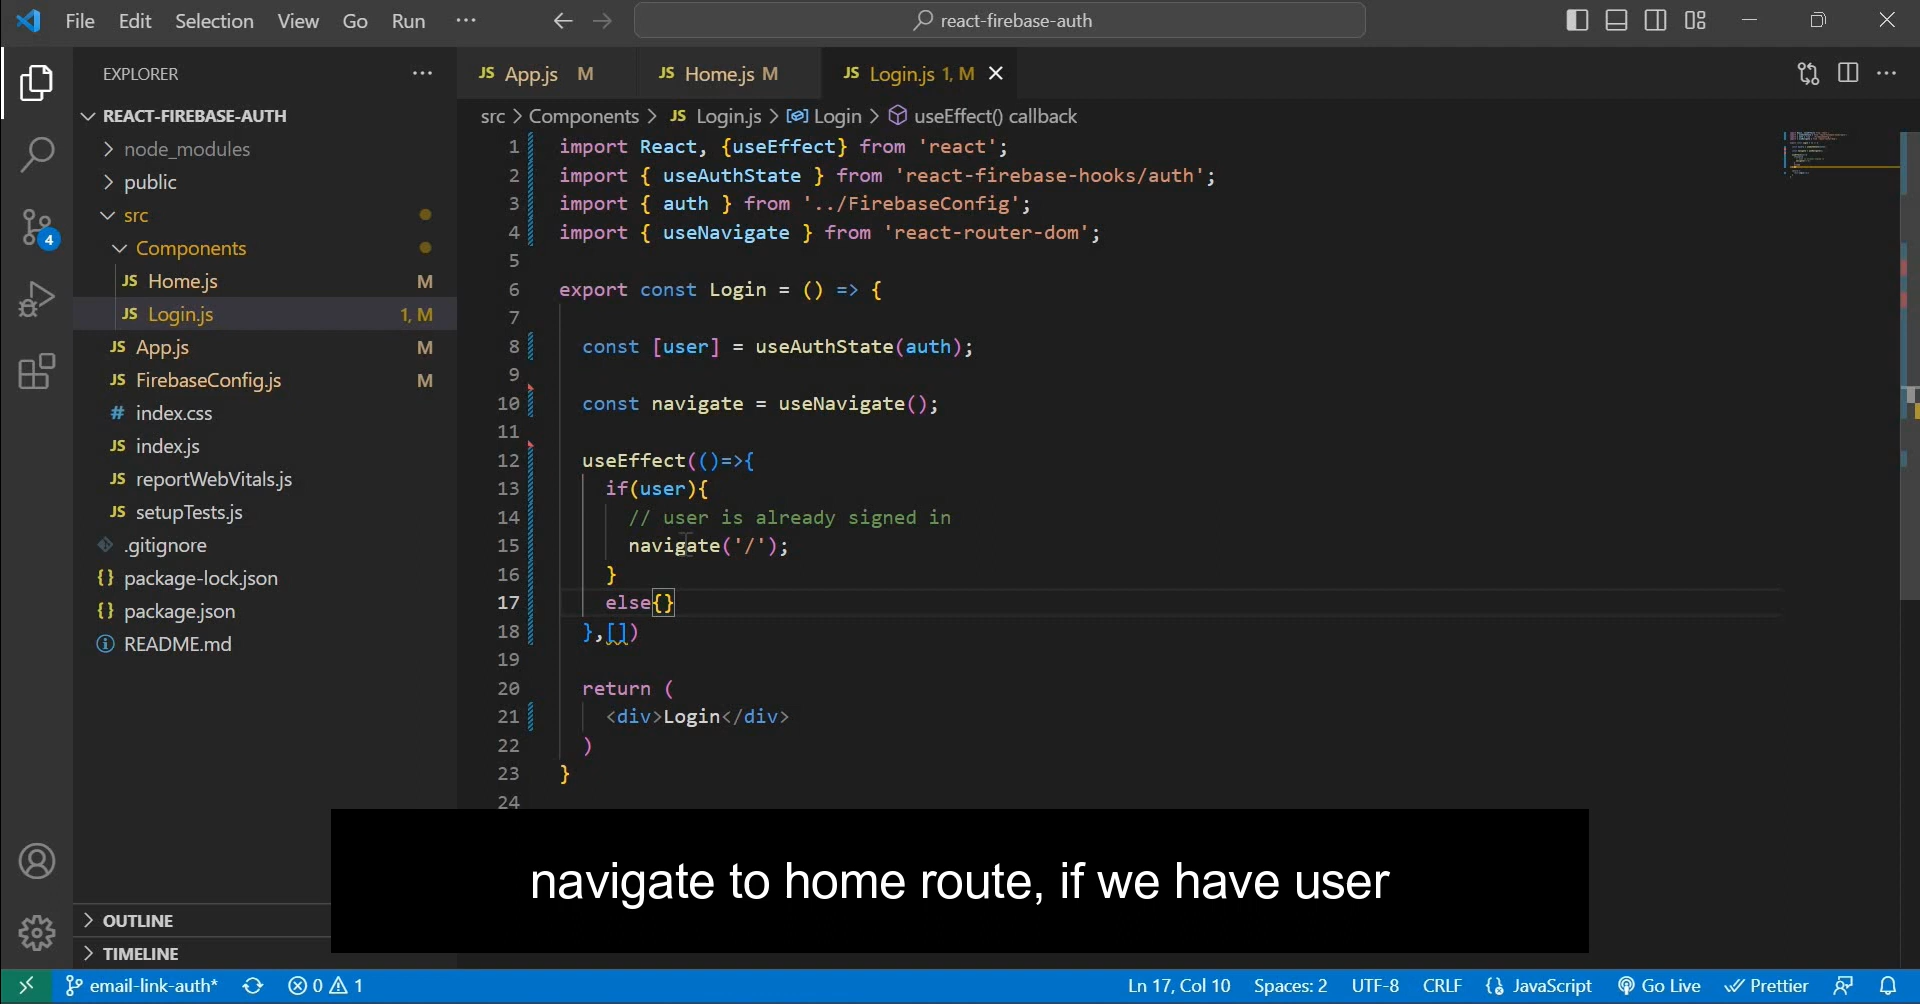 File Edit Selection View Go Run ··· react-firebase-auth
EXPLORER ···
REACT-FIREBASE-AUTH
node_modules
public
src
Components
JS Home.js M
JS Login.js 1, M
JS App.js M
JS FirebaseConfig.js M
# index.css
JS index.js
JS reportWebVitals.js
JS setupTests.js
.gitignore
{} package-lock.json
{} package.json
README.md
OUTLINE
TIMELINE
4
JS App.js M JS Home.js M JS Login.js 1, M
src > Components > JS Login.js > Login > useEffect() callback
1 import React, {useEffect} from 'react';
2 import { useAuthState } from 'react-firebase-hooks/auth';
3 import { auth } from '../FirebaseConfig';
4 import { useNavigate } from 'react-router-dom';
5
6 export const Login = () => {
7
8 const [user] = useAuthState(auth);
9
10 const navigate = useNavigate();
11
12 useEffect(()=>{
13 if(user){
14 // user is already signed in
15 navigate('/');
16 }
17 else{}
18 },[])
19
20 return (
21 <div>Login</div>
22 )
23 }
24
navigate to home route, if we have user
email-link-auth* 0 1 Ln 17, Col 10 Spaces: 2 UTF-8 CRLF {} JavaScript Go Live Prettier